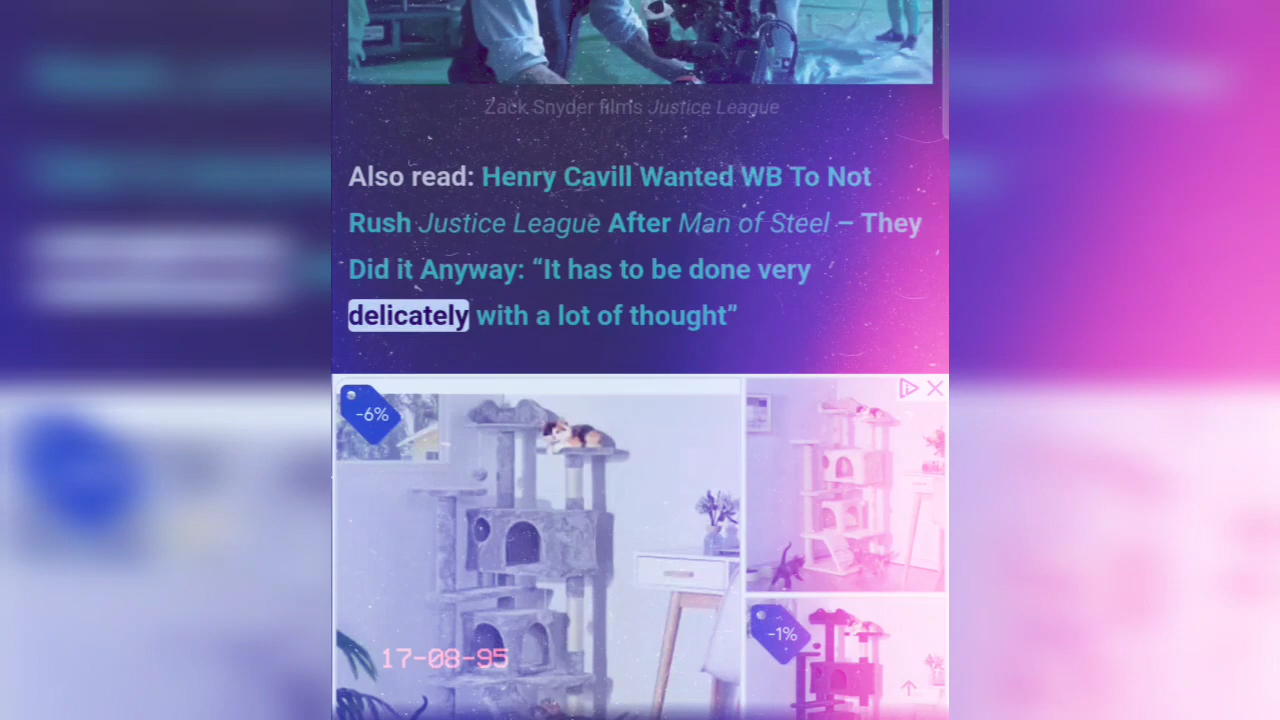 Zack Snyder films Justice League
Also read: Henry Cavill Wanted WB To Not
Rush Justice League After Man of Steel – They
Did it Anyway: “It has to be done very
delicately with a lot of thought”
-6%
-1%
17-08-95